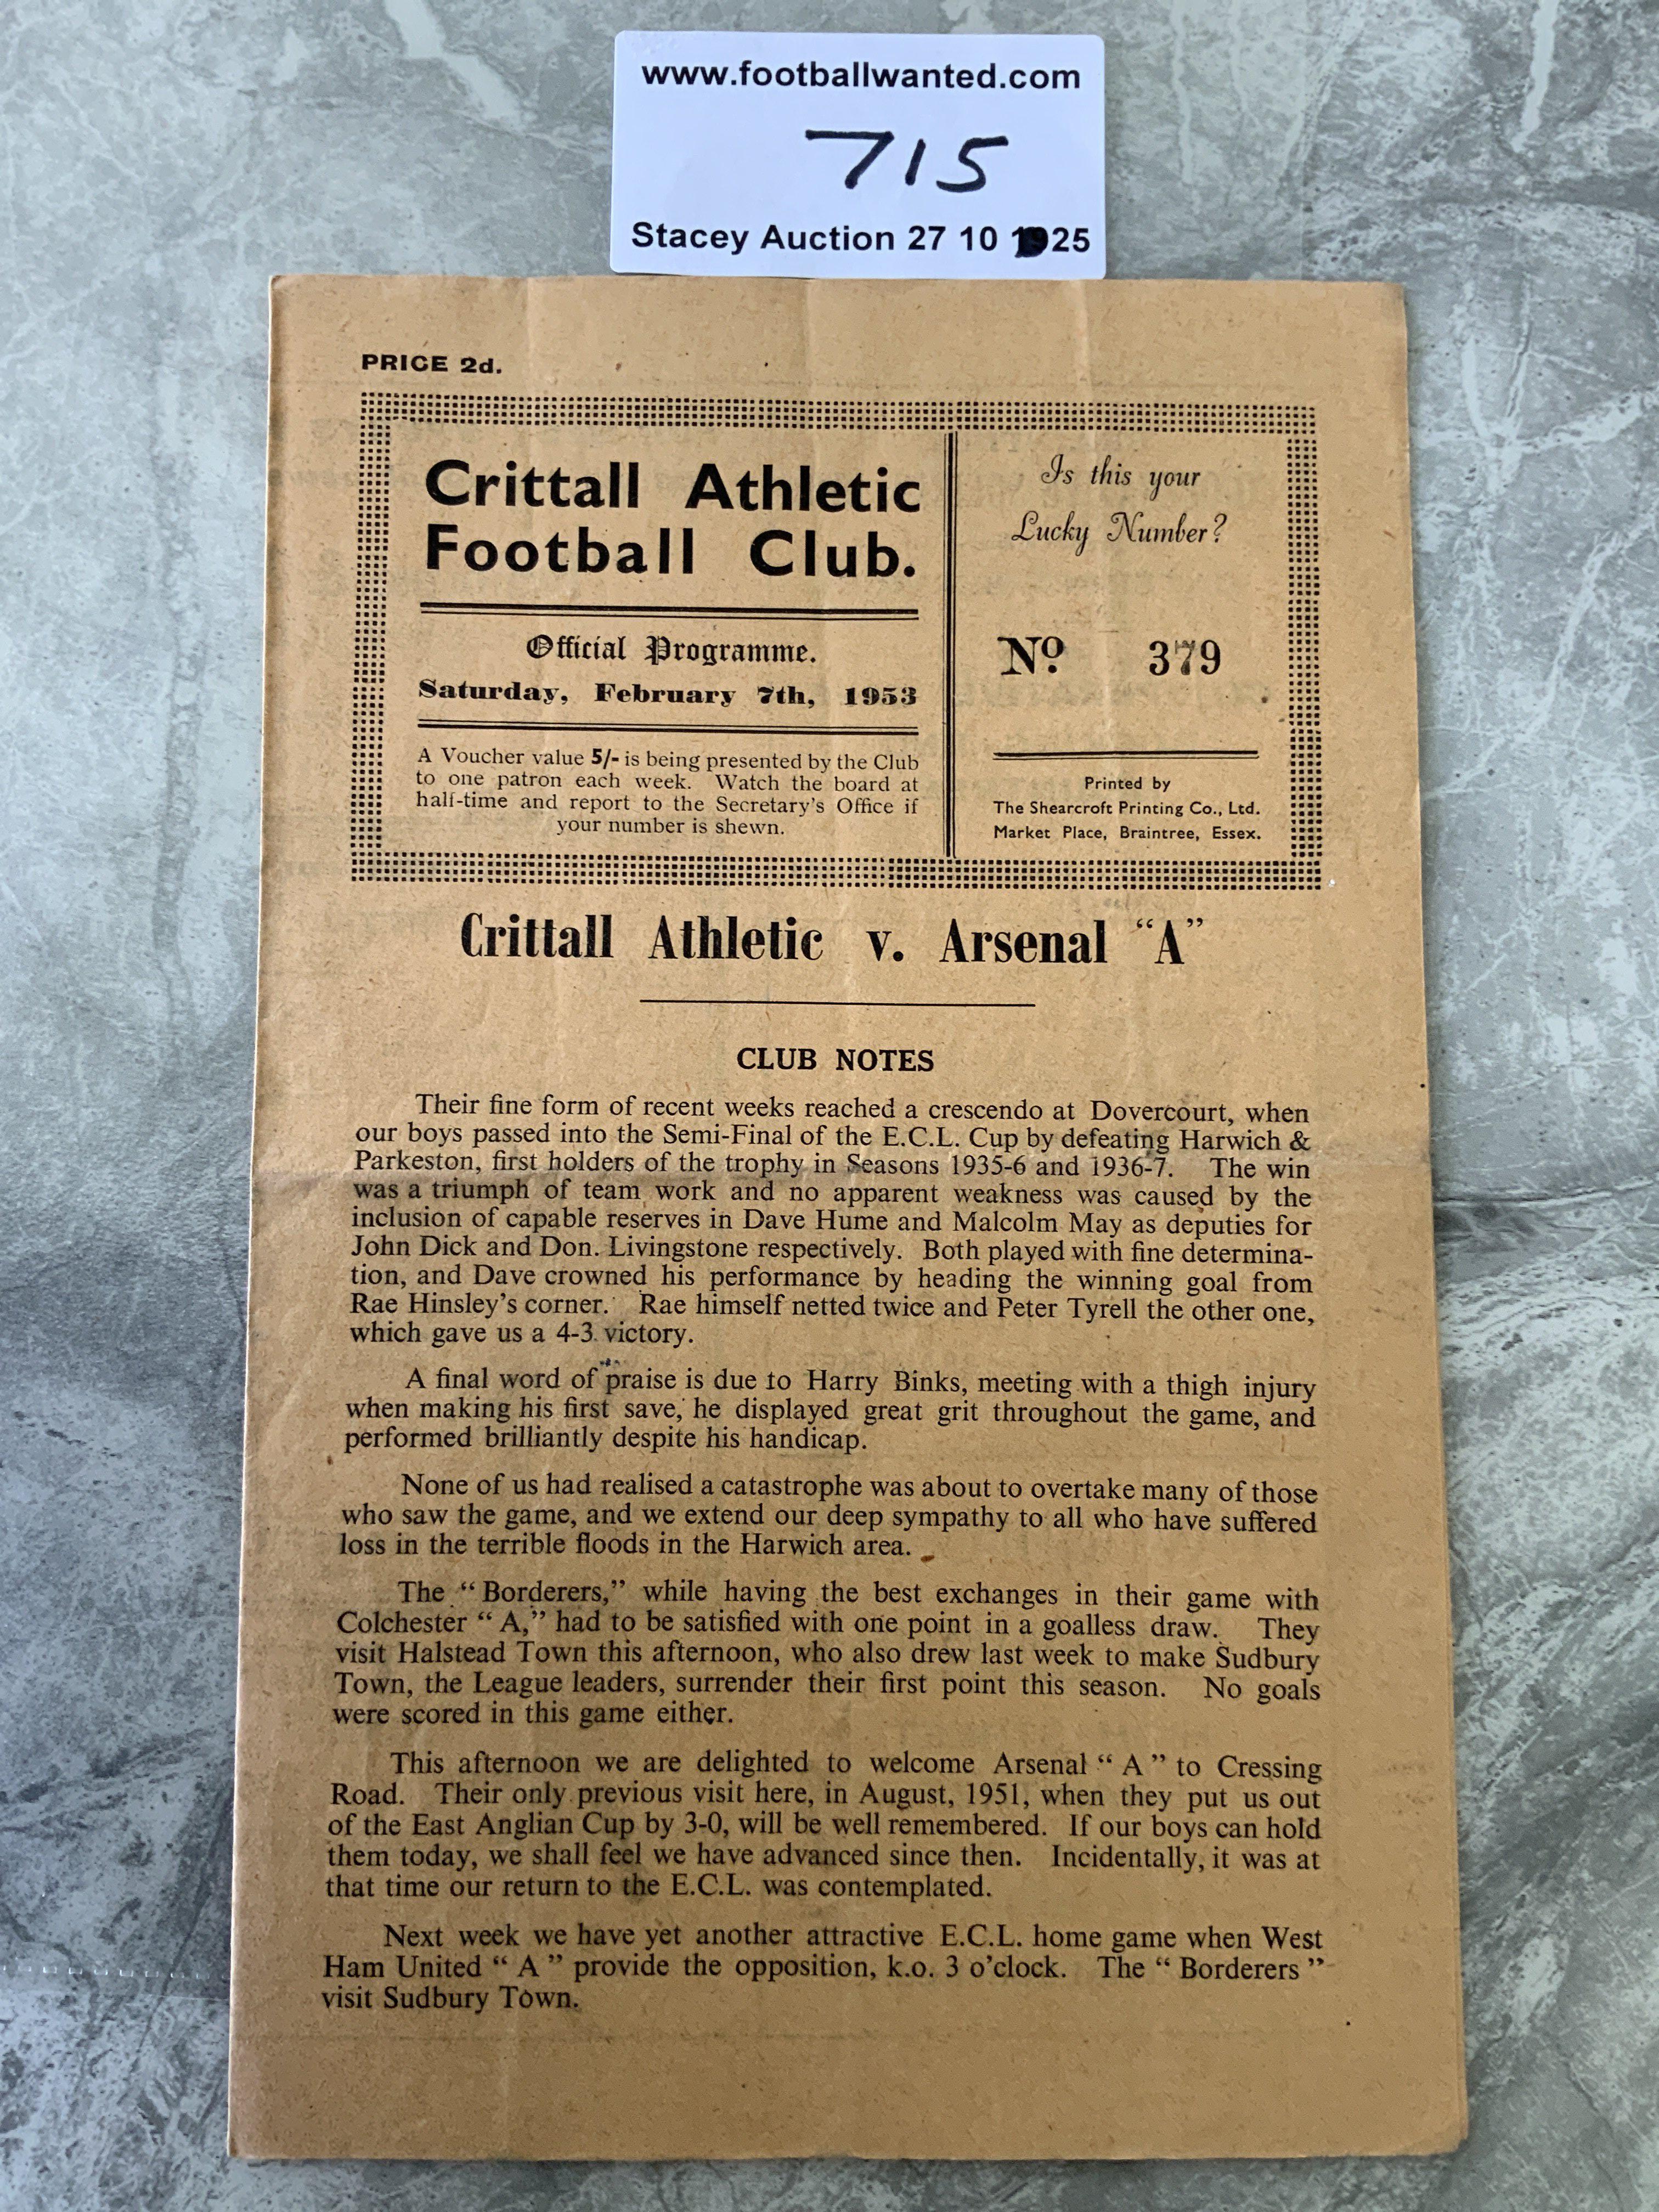 www.footballwanted.com
715
Stacey Auction 27 10 25
PRICE 2d.
Crittall Athletic
Football Club.
Official Programme.
Saturday, February 7th, 1953
A Voucher value 5/- is being presented by the Club
to one patron each week. Watch the board at
half-time and report to the Secretary's Office if
your number is shewn.
Is this your
Lucky Number?
No. 379
Printed by
The Shearcroft Printing Co., Ltd.
Market Place, Braintree, Essex.
Crittall Athletic v. Arsenal "A"
CLUB NOTES
Their fine form of recent weeks reached a crescendo at Dovercourt, when
our boys passed into the Semi-Final of the E.C.L. Cup by defeating Harwich &
Parkeston, first holders of the trophy in Seasons 1935-6 and 1936-7. The win
was a triumph of team work and no apparent weakness was caused by the
inclusion of capable reserves in Dave Hume and Malcolm May as deputies for
John Dick and Don. Livingstone respectively. Both played with fine determina-
tion, and Dave crowned his performance by heading the winning goal from
Rae Hinsley's corner. Rae himself netted twice and Peter Tyrell the other one,
which gave us a 4-3 victory.
A final word of praise is due to Harry Binks, meeting with a thigh injury
when making his first save, he displayed great grit throughout the game, and
performed brilliantly despite his handicap.
None of us had realised a catastrophe was about to overtake many of those
who saw the game, and we extend our deep sympathy to all who have suffered
loss in the terrible floods in the Harwich area.
The "Borderers," while having the best exchanges in their game with
Colchester "A," had to be satisfied with one point in a goalless draw. They
visit Halstead Town this afternoon, who also drew last week to make Sudbury
Town, the League leaders, surrender their first point this season. No goals
were scored in this game either.
This afternoon we are delighted to welcome Arsenal "A" to Cressing
Road. Their only previous visit here, in August, 1951, when they put us out
of the East Anglian Cup by 3-0, will be well remembered. If our boys can hold
them today, we shall feel we have advanced since then. Incidentally, it was at
that time our return to the E.C.L. was contemplated.
Next week we have yet another attractive E.C.L. home game when West
Ham United "A" provide the opposition, k.o. 3 o'clock. The "Borderers"
visit Sudbury Town.